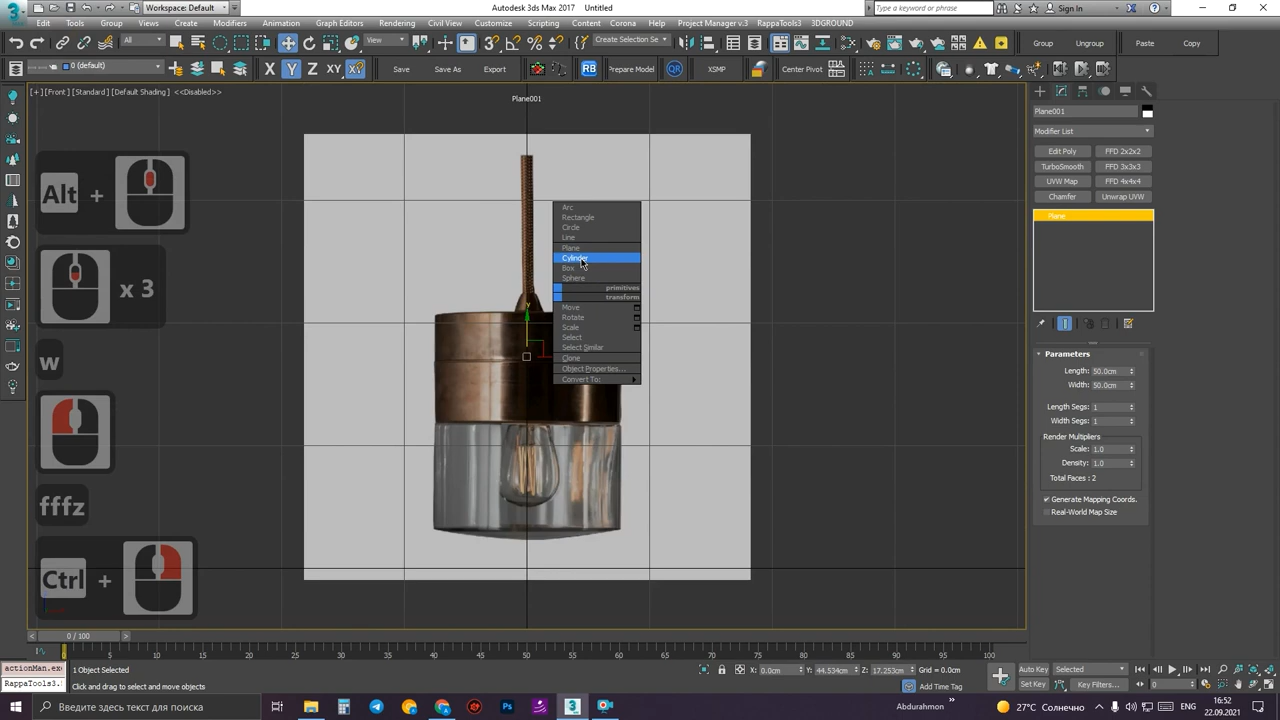 Workspace: Default
Autodesk 3ds Max 2017    Untitled
Type a keyword or phrase
Sign In
Edit Tools Group Views Create Modifiers Animation Graph Editors Rendering Civil View Customize Scripting Content Corona Project Manager v.3 RappaTools3 3DGROUND
All
View
Create Selection Se
Group Ungroup Paste Copy
0 (default)
X Y Z XY XY
Save Save As Export
RB
Prepare Model
QR
XSMP
Center Pivot
[+] [Front ] [Standard ] [Default Shading ] <<Disabled>>
Plane001
Plane001
Modifier List
Edit Poly FFD 2x2x2
TurboSmooth FFD 3x3x3
UVW Map FFD 4x4x4
Chamfer Unwrap UVW
Plane
Alt +
x 3
w
fffz
Ctrl +
Arc
Rectangle
Circle
Line
Plane
Cylinder
Box
Sphere
primitives
transform
Move
Rotate
Scale
Select
Select Similar
Clone
Object Properties...
Convert To:
y
Parameters
Length: 50.0cm
Width: 50.0cm
Length Segs: 1
Width Segs: 1
Render Multipliers
Scale: 1.0
Density: 1.0
Total Faces : 2
Generate Mapping Coords.
Real-World Map Size
< 0 / 100 >
5 10 15 20 25 30 35 40 45 50 55 60 65 70 75 80 85 90 95 100
actionMan.exe
RappaTools3.
1 Object Selected
Click and drag to select and move objects
X: 0.0cm Y: 44.534cm Z: 17.253cm Grid = 0.0cm
Add Time Tag
Auto Key Selected
Set Key Key Filters...
0
Введите здесь текст для поиска
Abdurahmon
27°C Солнечно
16:52
22.09.2021